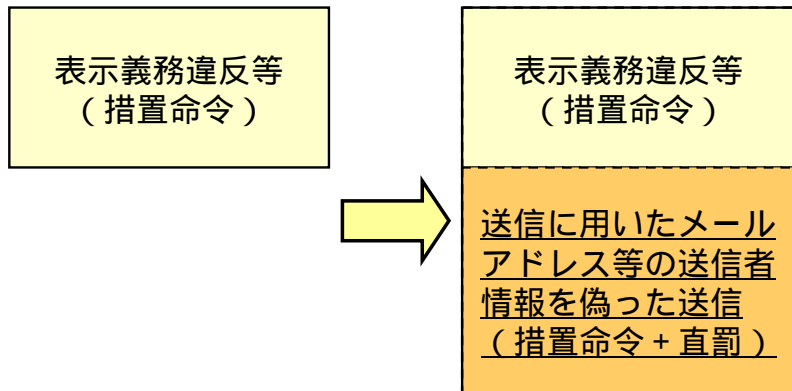 表示義務違反等
(措置命令)
表示義務違反等
(措置命令)
送信に用いたメール
アドレス等の送信者
情報を偽った送信
(措置命令+直罰)